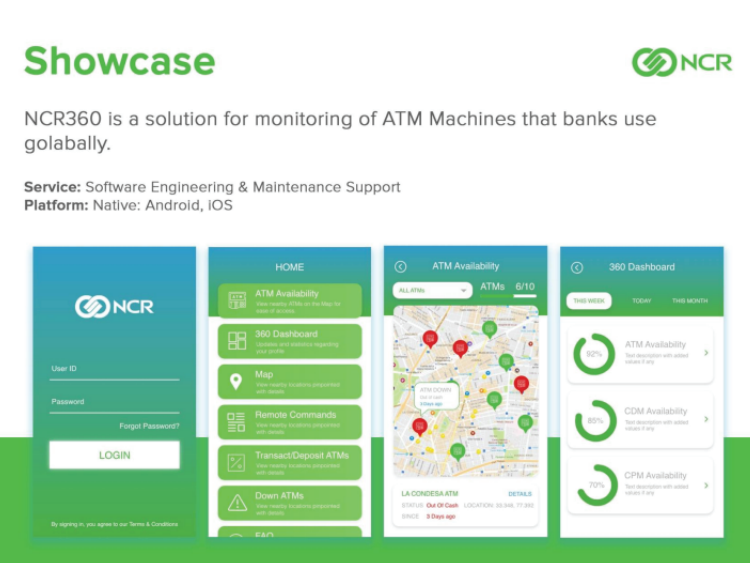 Showcase
NCR
NCR360 is a solution for monitoring of ATM Machines that banks use
golabally.
Service: Software Engineering & Maintenance Support
Platform: Native: Android, iOS
NCR
User ID
Password
Forgot Password?
LOGIN
By signing in, you agree to our Terms & Conditions
HOME
ATM Availability
View nearby ATMs on the Map for
ease of access.
360 Dashboard
Updates and statistics regarding
your profile
Map
View nearby locations pinpointed
with details
Remote Commands
View nearby locations pinpointed
with details
Transact/Deposit ATMs
View nearby locations pinpointed
with details
Down ATMs
View nearby locations pinpointed
with details
FAQ
ATM Availability
ALL ATMs
ATMs 6/10
ATM DOWN
Out of cash
3 Days ago
LA CONDESA ATM
DETAILS
STATUS Out Of Cash
LOCATION:
SINCE 3 Days ago
360 Dashboard
THIS WEEK TODAY THIS MONTH
92%
ATM Availability
Text description with added
values if any
85%
CDM Availability
Text description with added
values if any
70%
CPM Availability
Text description with added
values if any